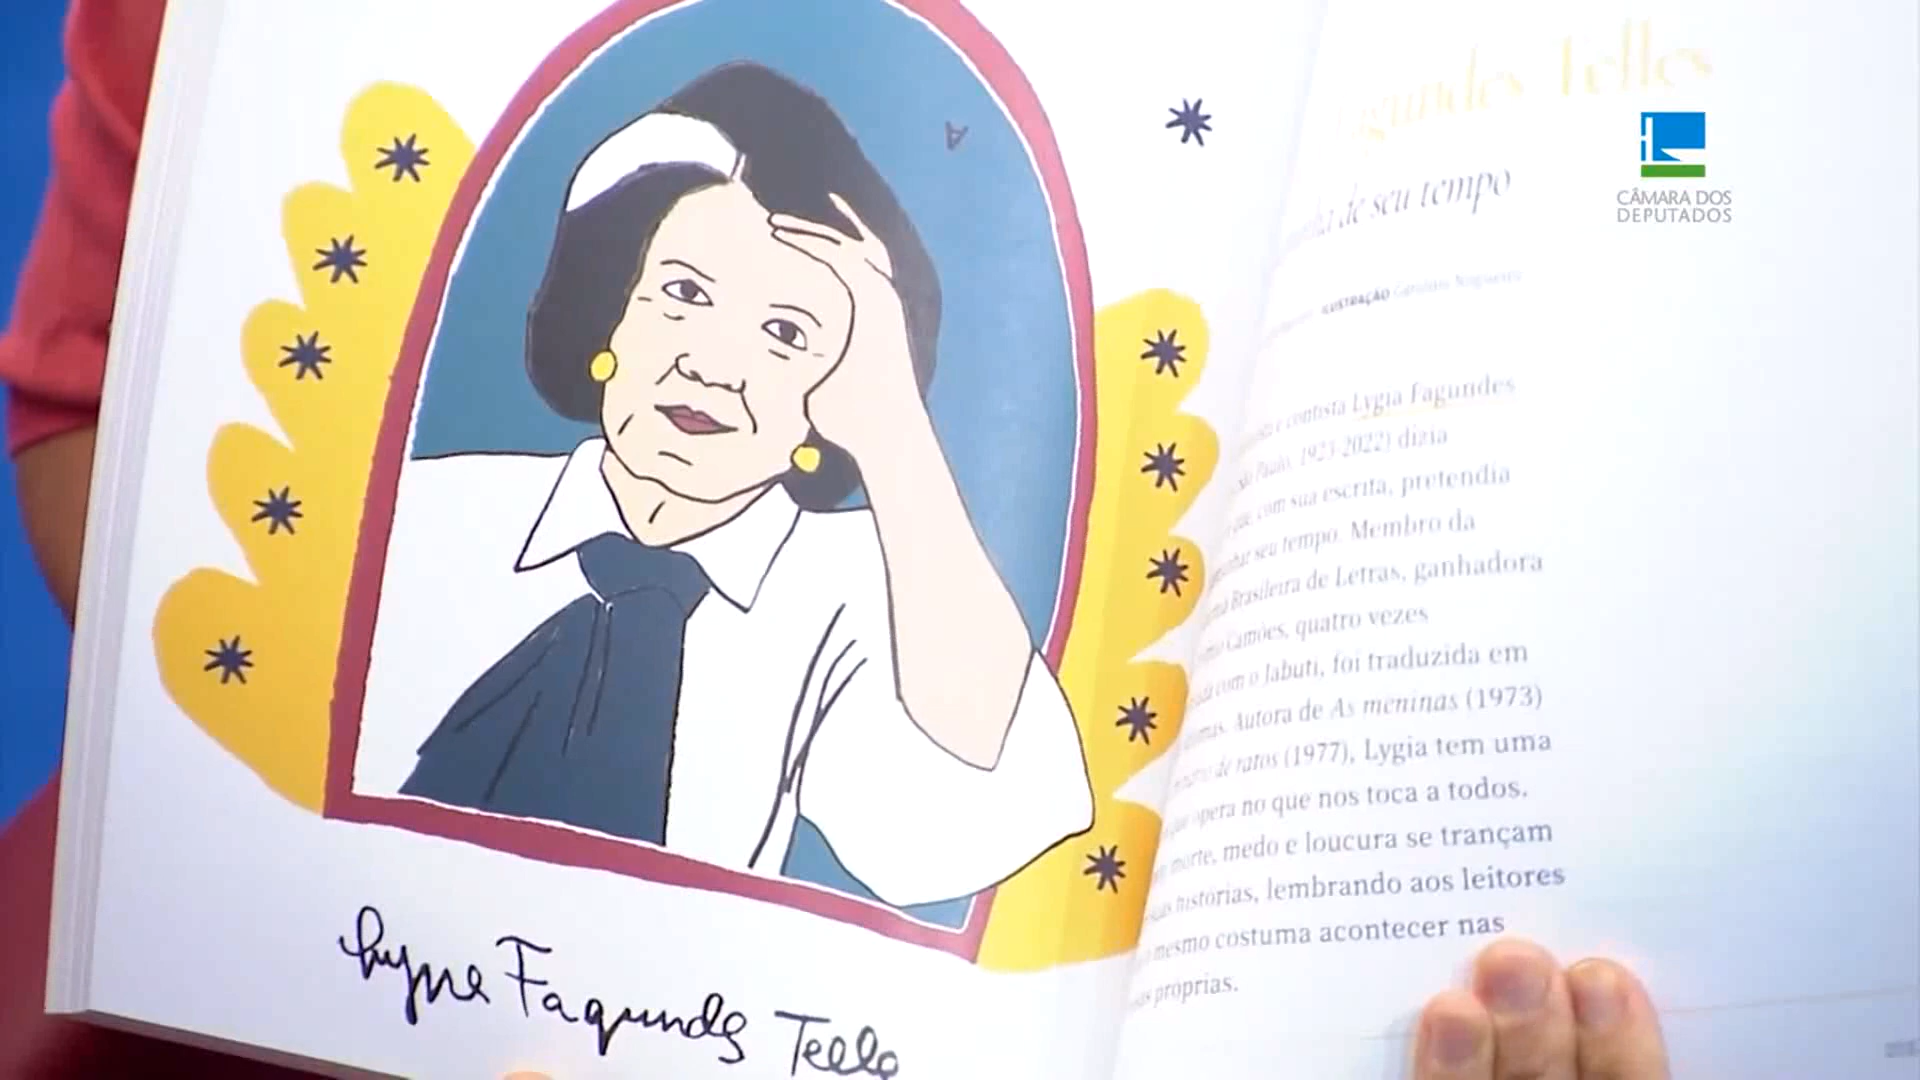 Lygia Fagundes Telles
Fagundes Telles
de seu tempo
ILUSTRAÇÃO
CÂMARA DOS
DEPUTADOS
contista Lygia Fagundes
Paulo, 1923-2022) dizia
que, com sua escrita, pretendia
seu tempo. Membro da
Brasileira de Letras, ganhadora
Camões, quatro vezes
com o Jabuti, foi traduzida em
Autora de As meninas (1973)
de ratos (1977), Lygia tem uma
opera no que nos toca a todos.
morte, medo e loucura se trançam
histórias, lembrando aos leitores
mesmo costuma acontecer nas
próprias.